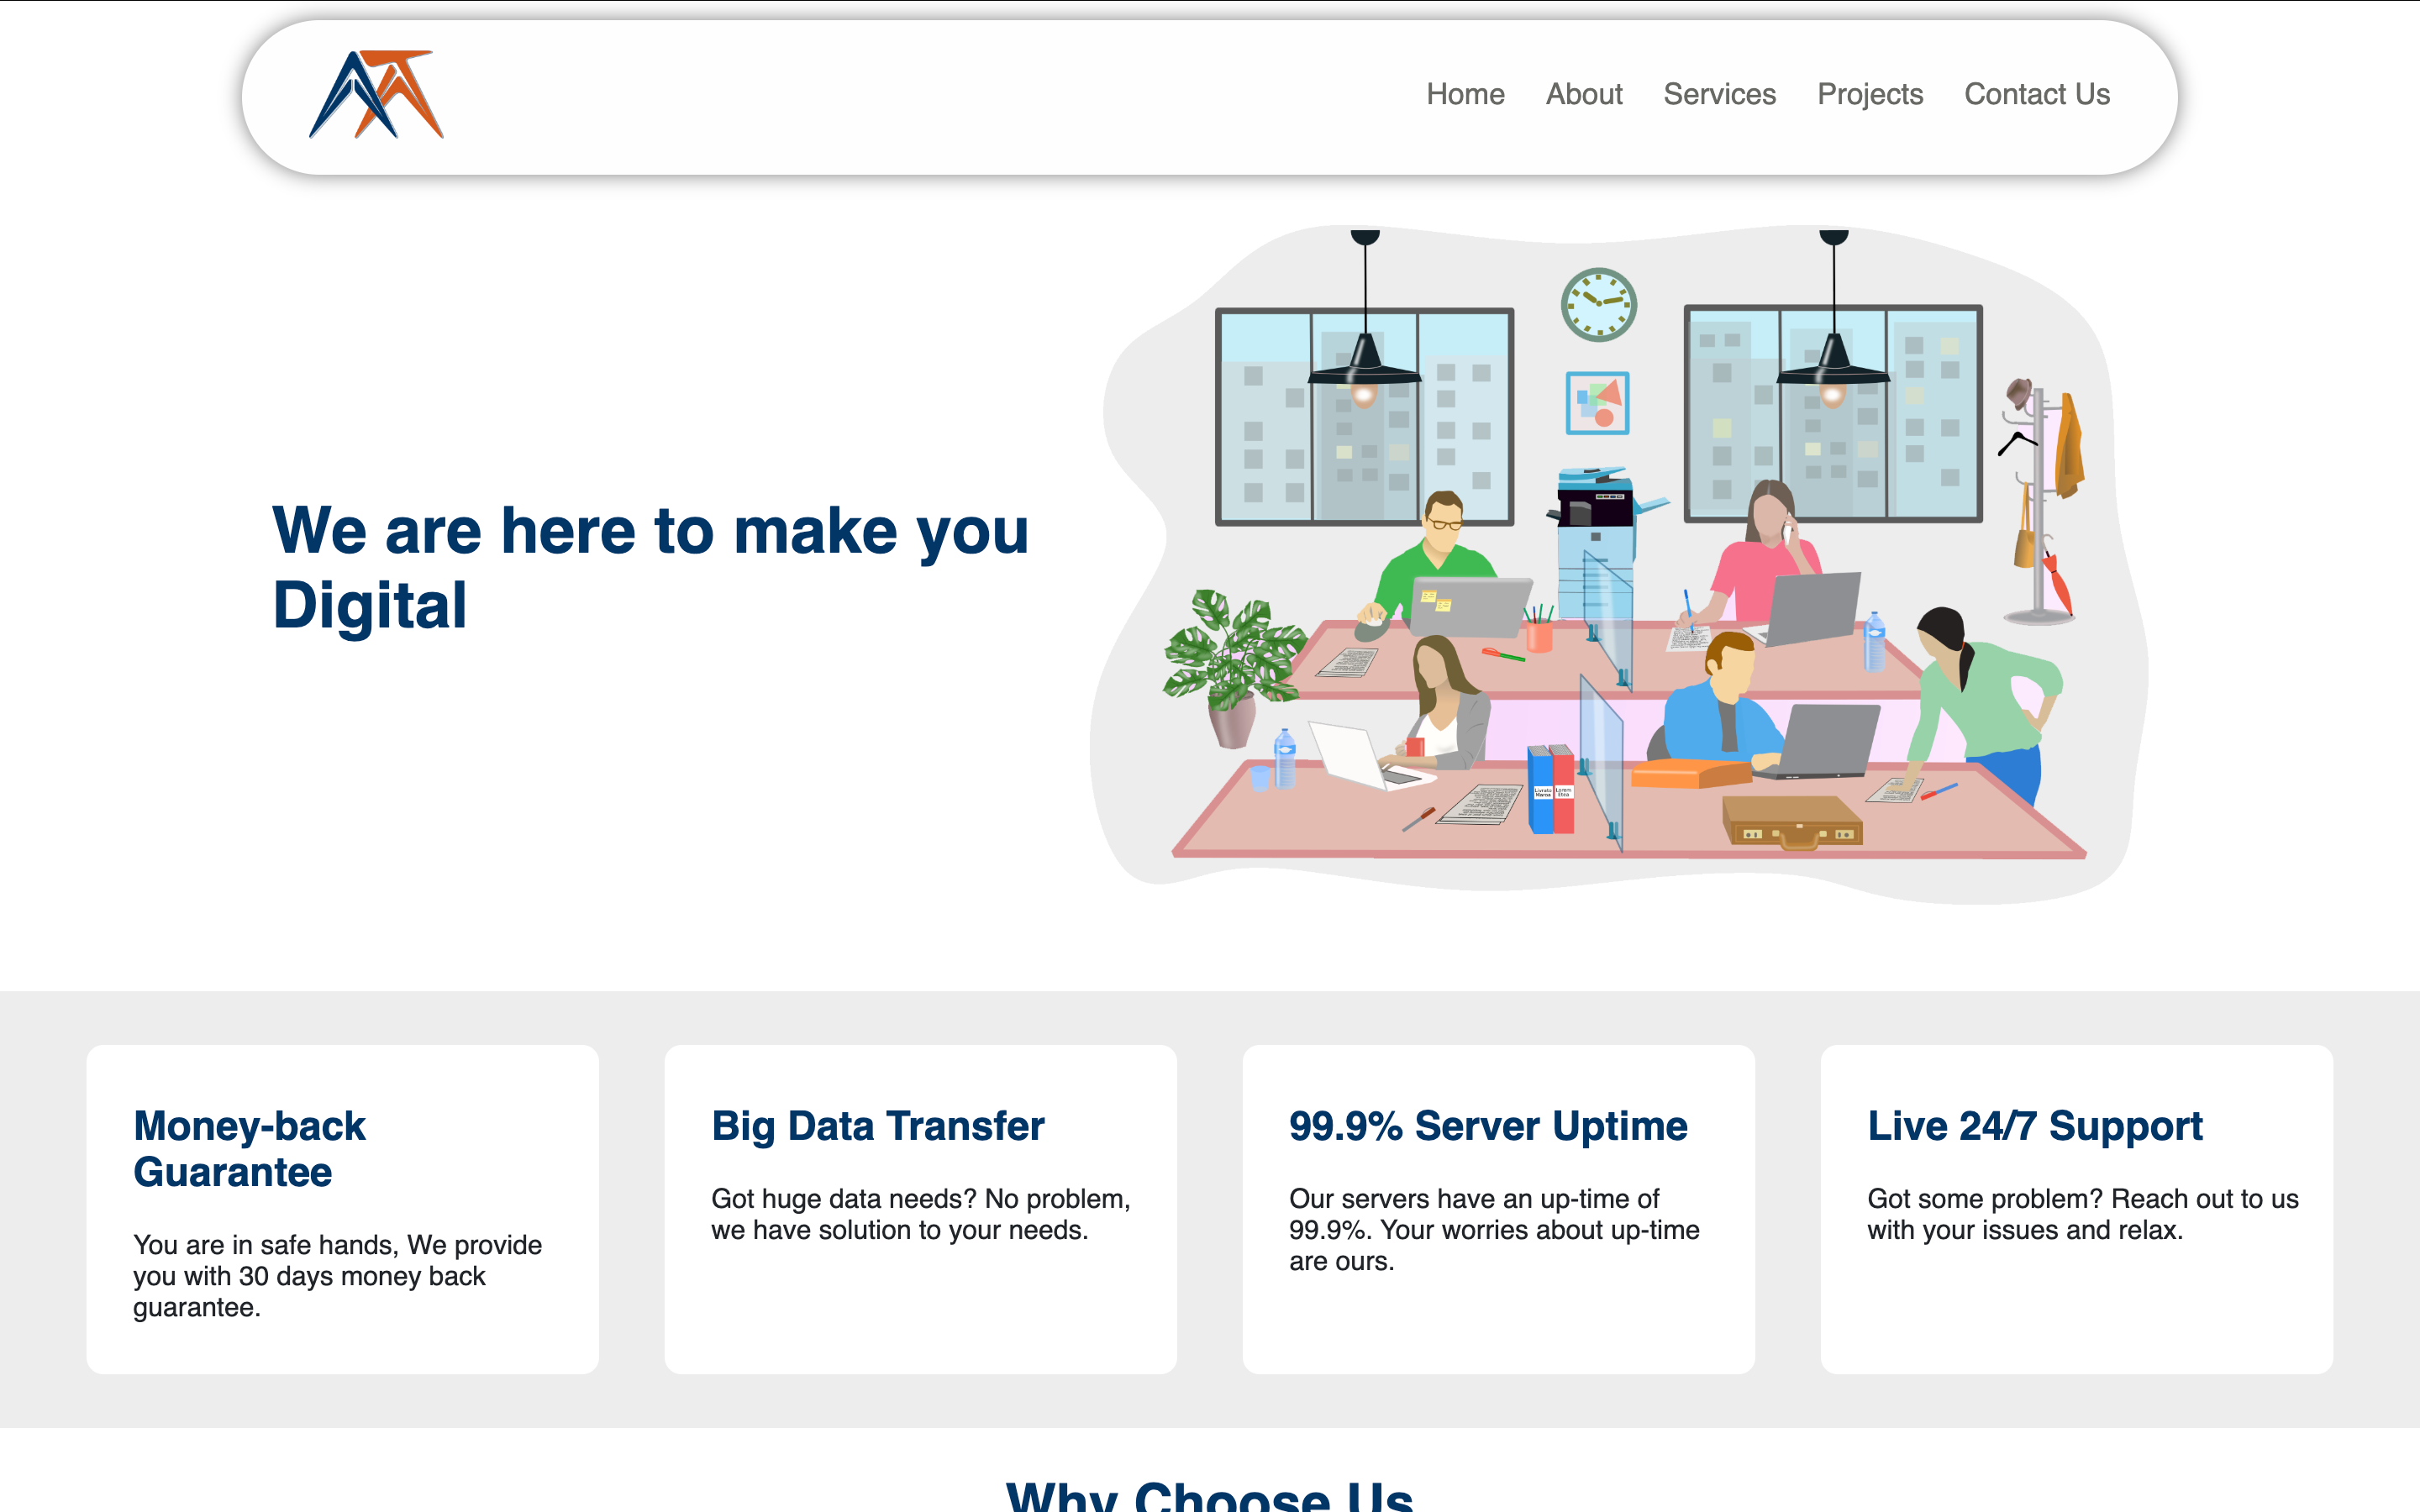 Home About Services Projects Contact Us
We are here to make you
Digital
Money-back
Guarantee
You are in safe hands, We provide
you with 30 days money back
guarantee.
Big Data Transfer
Got huge data needs? No problem,
we have solution to your needs.
99.9% Server Uptime
Our servers have an up-time of
99.9%. Your worries about up-time
are ours.
Live 24/7 Support
Got some problem? Reach out to us
with your issues and relax.
Why Choose Us